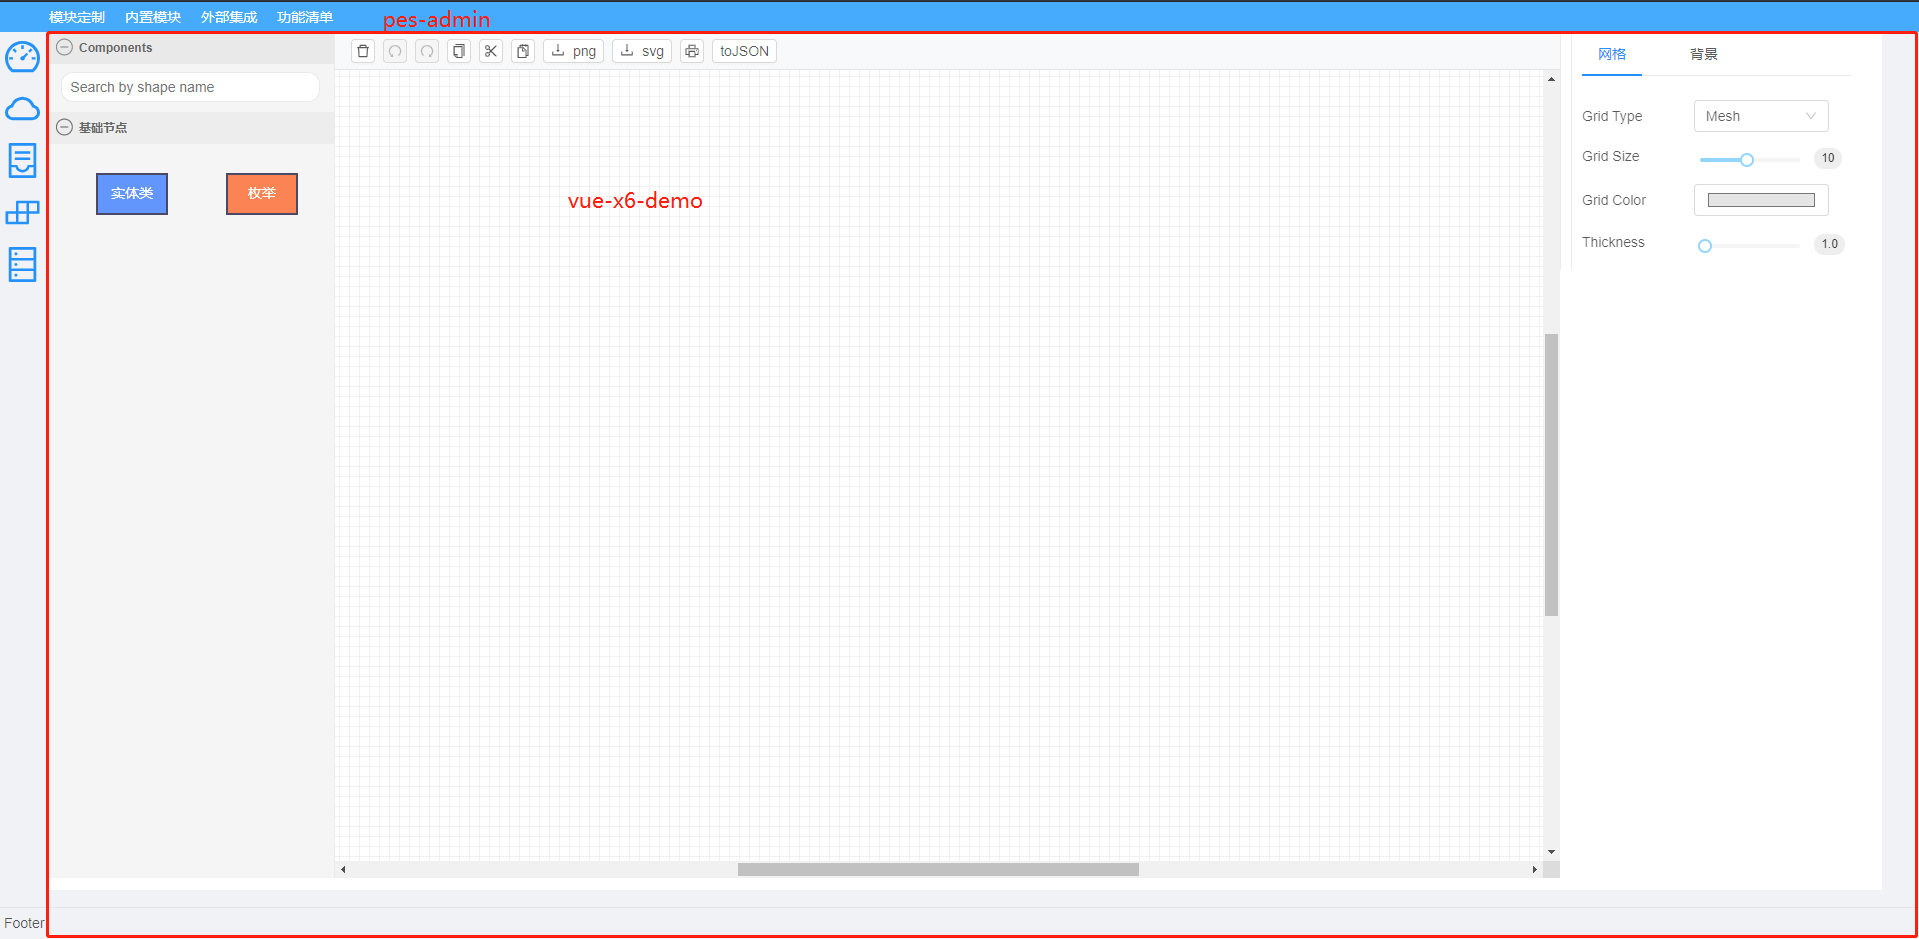 模块定制 内置模块 外部集成 功能清单 pes-admin
Components
png svg toJSON
网格 背景
Search by shape name
基础节点
Grid Type Mesh
Grid Size 10
实体类 枚举
vue-x6-demo
Grid Color
Thickness 1.0
Footer